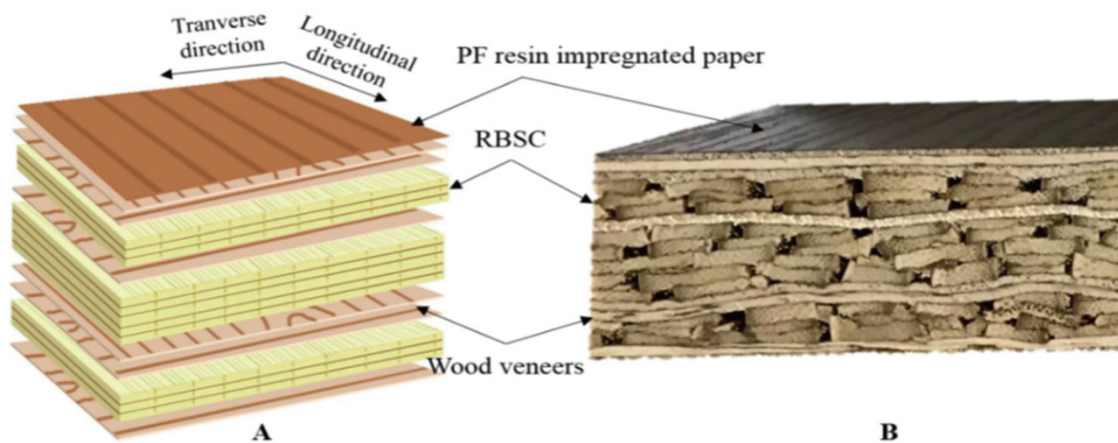 Tranverse
direction
Longitudinal
direction
PF resin impregnated paper
RBSC
Wood veneers
A
B